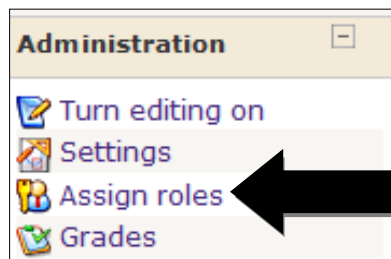 Administration
Turn editing on
Settings
Assign roles
Grades